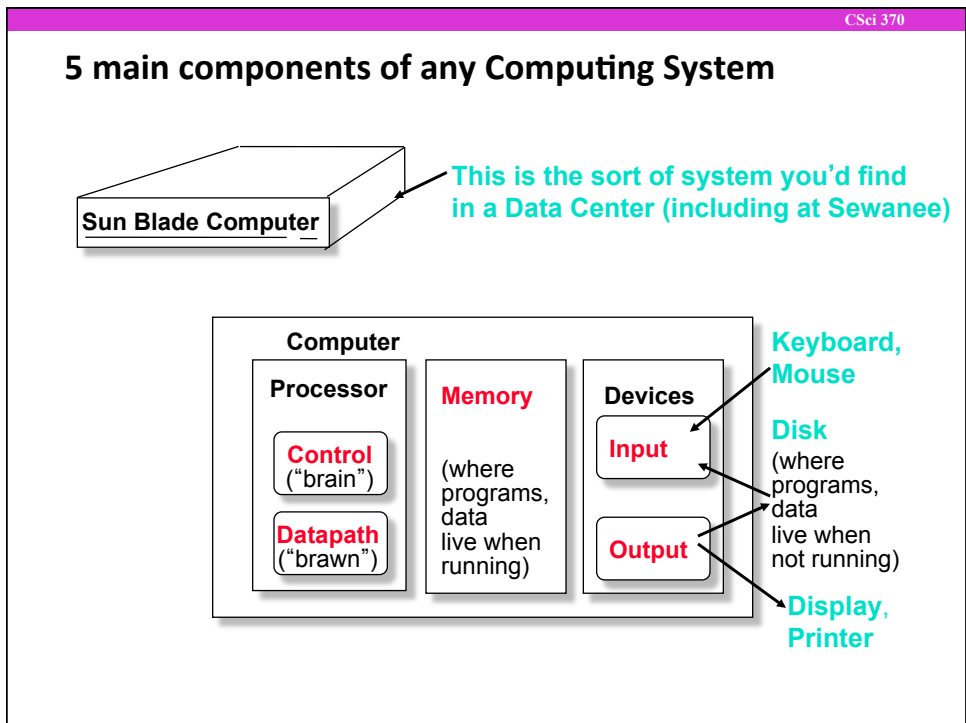 CSci 370
5 main components of any Computing System
This is the sort of system you’d find
in a Data Center (including at Sewanee)
Sun Blade Computer
Computer
Processor
Control
(“brain”)
Datapath
(“brawn”)
Memory
(where
programs,
data
live when
running)
Devices
Input
Output
Keyboard,
Mouse
Disk
(where
programs,
data
live when
not running)
Display,
Printer